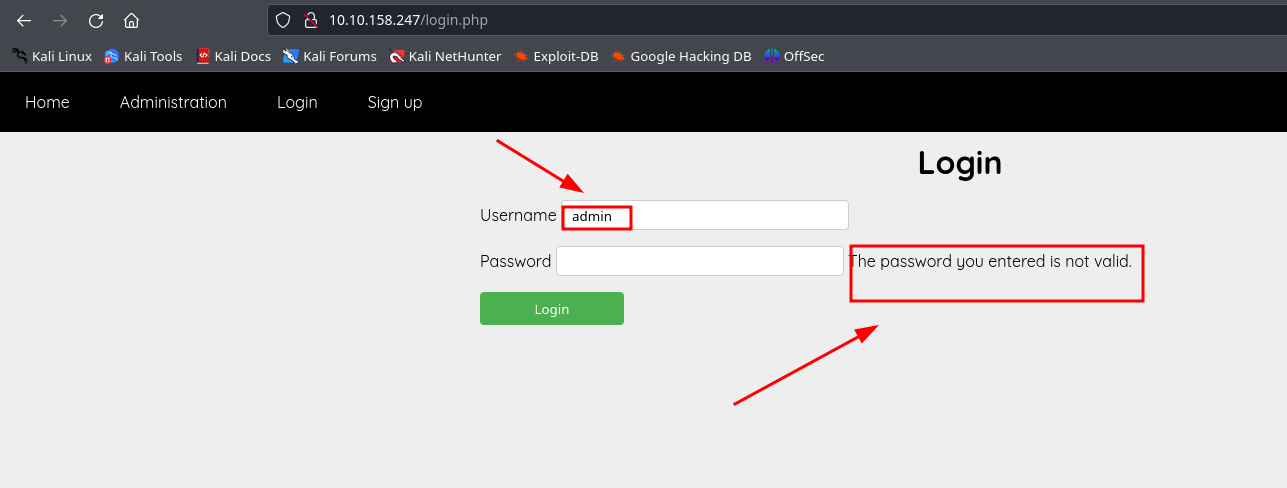 10.10.158.247/login.php
Kali Linux Kali Tools Kali Docs Kali Forums Kali NetHunter Exploit-DB Google Hacking DB OffSec
Home Administration Login Sign up
Login
Username admin
Password The password you entered is not valid.
Login